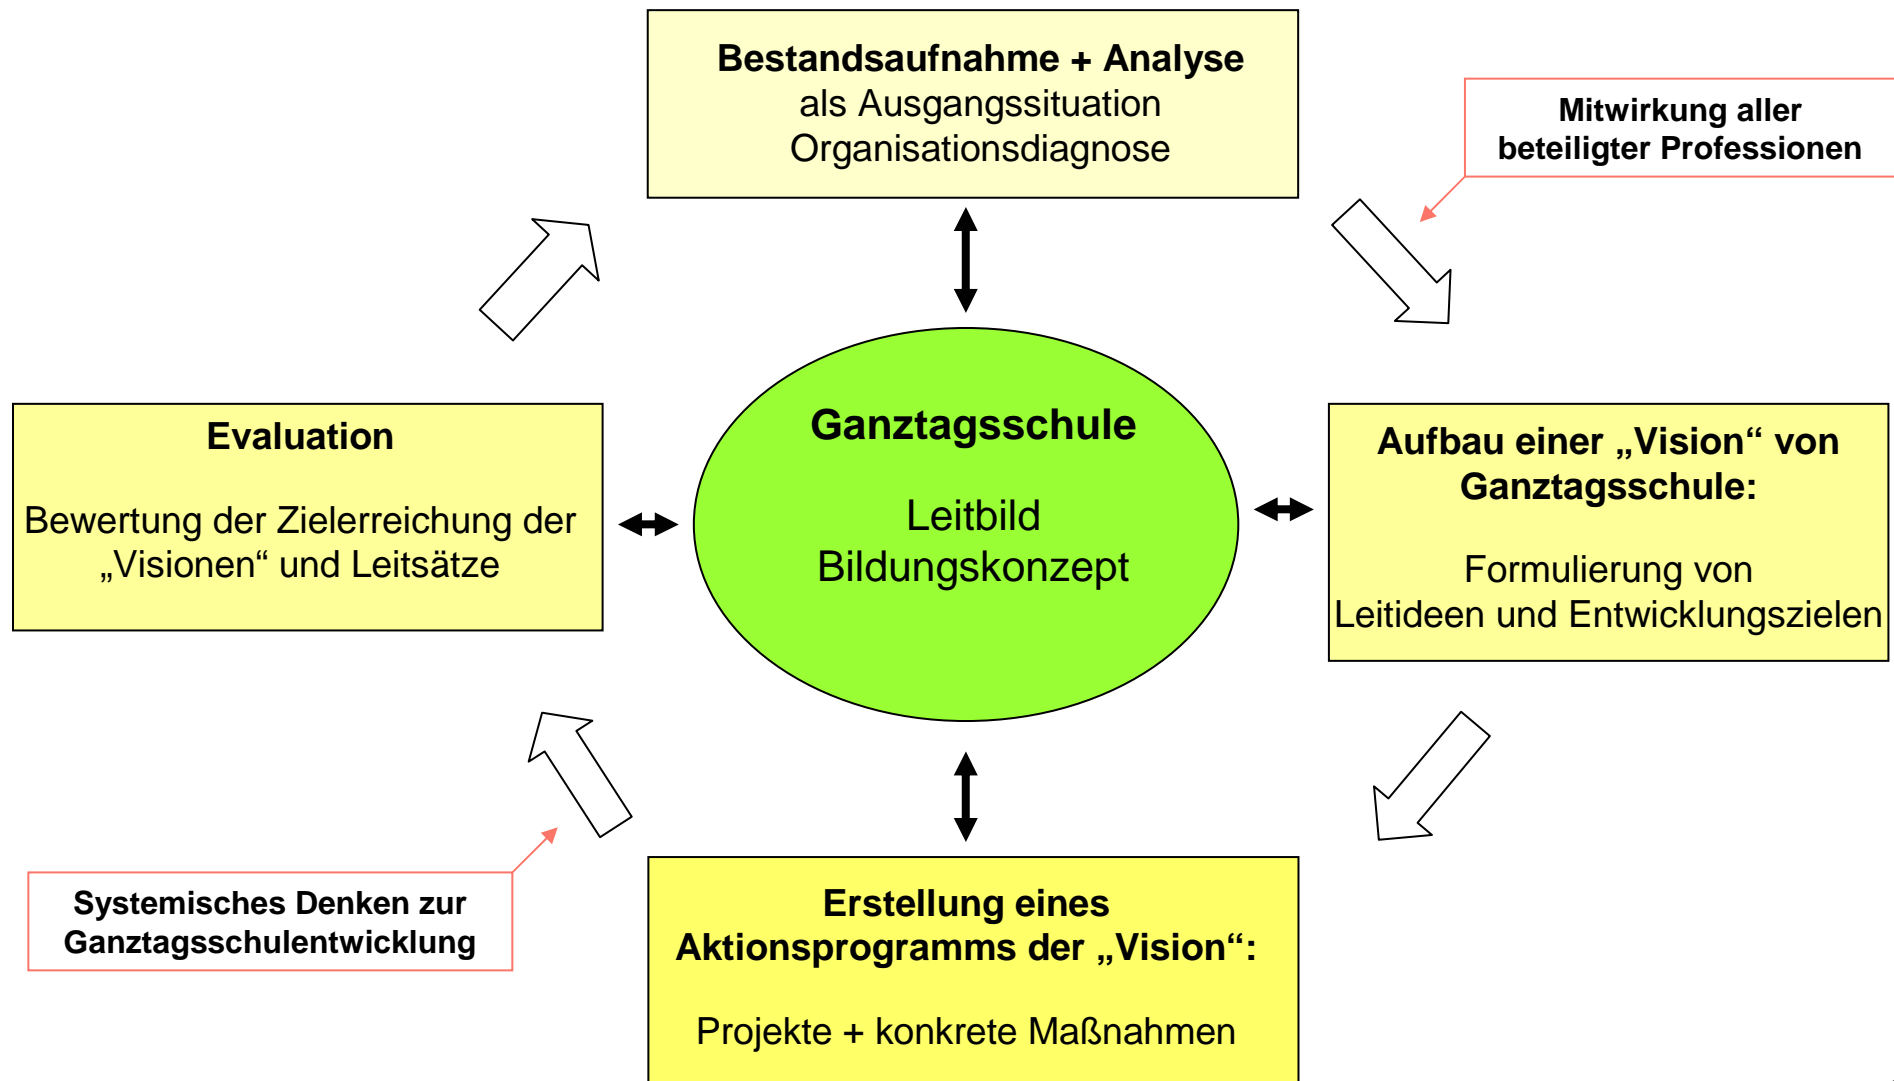 Bestandsaufnahme + Analyse
als Ausgangssituation
Organisationsdiagnose
Mitwirkung aller
beteiligter Professionen
Evaluation
Bewertung der Zielerreichung der
„Visionen“ und Leitsätze
Ganztagsschule
Leitbild
Bildungskonzept
Aufbau einer „Vision“ von
Ganztagsschule:
Formulierung von
Leitideen und Entwicklungszielen
Systemisches Denken zur
Ganztagsschulentwicklung
Erstellung eines
Aktionsprogramms der „Vision“:
Projekte + konkrete Maßnahmen